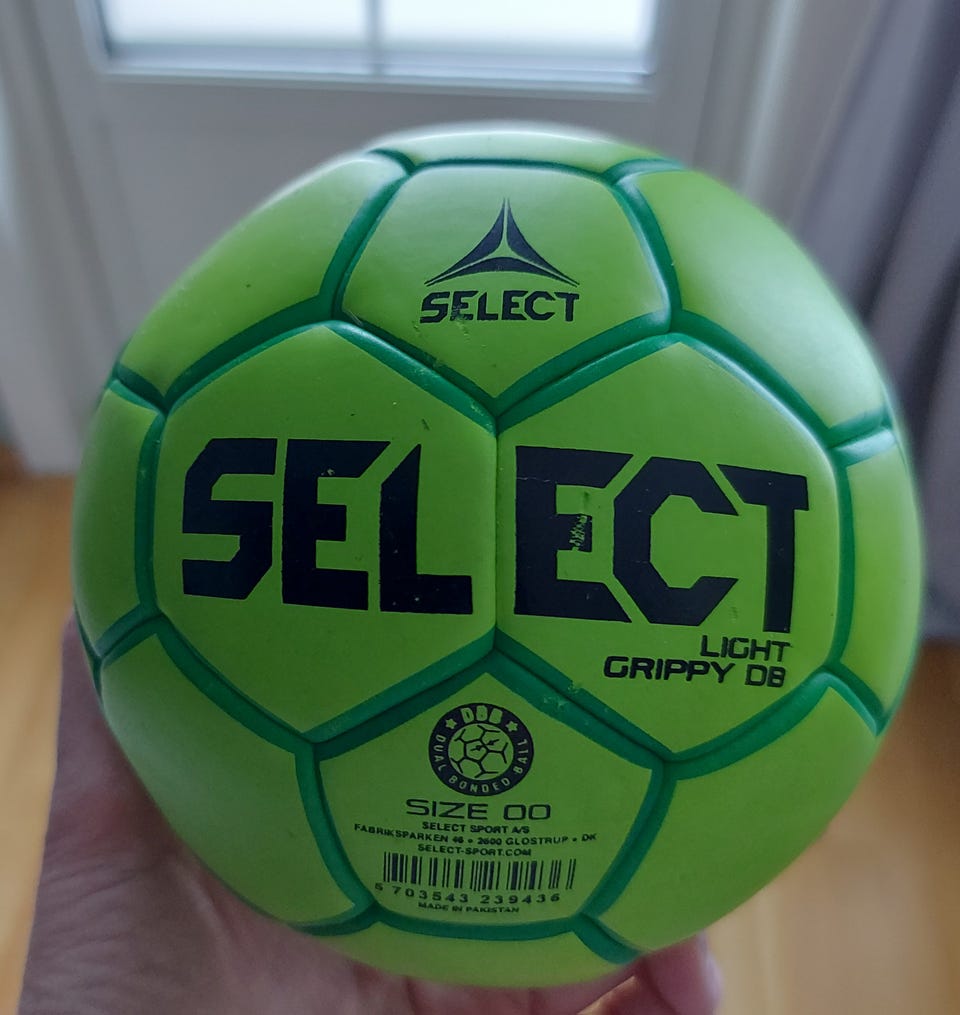 SELECT
SELECT
LIGHT
GRIPPY DB
DBB
DUAL BONDED BALL
SIZE 00
SELECT SPORT A/S
FABRIKSPARKEN 46 • 2600 GLOSTRUP • DK
SELECT-SPORT.COM
5 703543 239436
MADE IN PAKISTAN